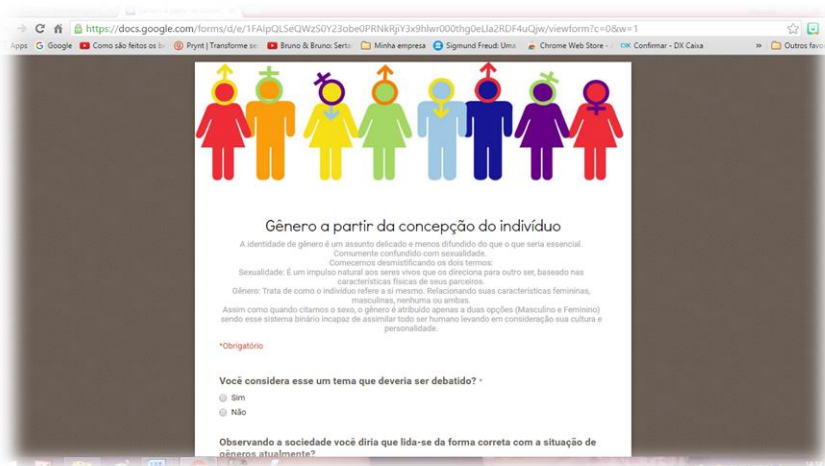 https://docs.google.com/forms/d/e/1FAIpQLSeQWzS0Y23obe0PRNkRjiY3x9hlwr000thg0eLla2RDF4uQjw/viewform?c=0&w=1
Apps Google Como são feitos os Prynt | Transforme se Bruno & Bruno: Serta Minha empresa Sigmund Freud: Uma Chrome Web Store - Confirmar - DX Caixa » Outros favo
Gênero a partir da concepção do indivíduo
A identidade de gênero é um assunto delicado e menos difundido do que o que seria essencial.
Comumente confundido com sexualidade.
Comecemos desmistificando os dois termos:
Sexualidade: É um impulso natural aos seres vivos que os direciona para outro ser, baseado nas
características físicas de seus parceiros.
Gênero: Trata de como o indivíduo refere a si mesmo. Relacionando suas características femininas,
masculinas, nenhuma ou ambas.
Assim como quando citamos o sexo, o gênero é atribuído apenas a duas opções (Masculino e Feminino)
sendo esse sistema binário incapaz de assimilar todo ser humano levando em consideração sua cultura e
personalidade.
*Obrigatório
Você considera esse um tema que deveria ser debatido? *
Sim
Não
Observando a sociedade você diria que lida-se da forma correta com a situação de
gêneros atualmente?